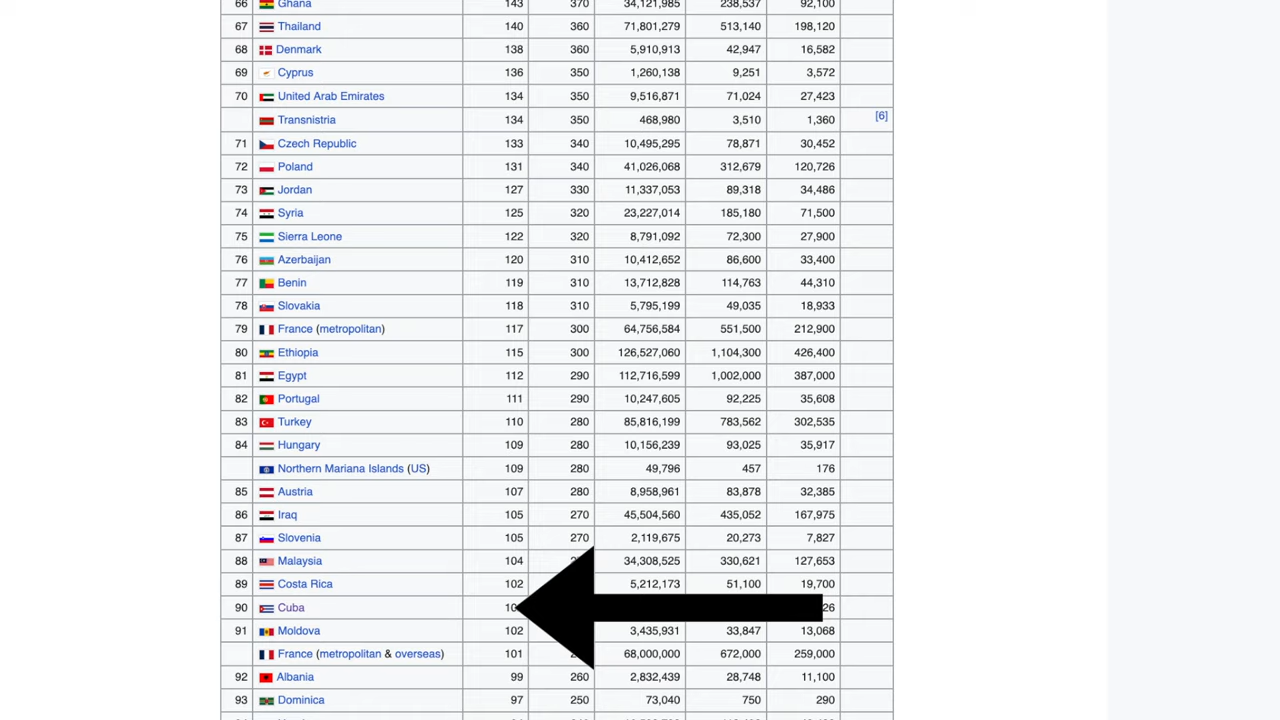 66 Ghana 143 370 34,121,985 238,537 92,100
67 Thailand 140 360 71,801,279 513,140 198,120
68 Denmark 138 360 5,910,913 42,947 16,582
69 Cyprus 136 350 1,260,138 9,251 3,572
70 United Arab Emirates 134 350 9,516,871 71,024 27,423
Transnistria 134 350 468,980 3,510 1,360 [6]
71 Czech Republic 133 340 10,495,295 78,871 30,452
72 Poland 131 340 41,026,068 312,679 120,726
73 Jordan 127 330 11,337,053 89,318 34,486
74 Syria 125 320 23,227,014 185,180 71,500
75 Sierra Leone 122 320 8,791,092 72,300 27,900
76 Azerbaijan 120 310 10,412,652 86,600 33,400
77 Benin 119 310 13,712,828 114,763 44,310
78 Slovakia 118 310 5,795,199 49,035 18,933
79 France (metropolitan) 117 300 64,756,584 551,500 212,900
80 Ethiopia 115 300 126,527,060 1,104,300 426,400
81 Egypt 112 290 112,716,599 1,002,000 387,000
82 Portugal 111 290 10,247,605 92,225 35,608
83 Turkey 110 280 85,816,199 783,562 302,535
84 Hungary 109 280 10,156,239 93,025 35,917
Northern Mariana Islands (US) 109 280 49,796 457 176
85 Austria 107 280 8,958,961 83,878 32,385
86 Iraq 105 270 45,504,560 435,052 167,975
87 Slovenia 105 270 2,119,675 20,273 7,827
88 Malaysia 104 34,308,525 330,621 127,653
89 Costa Rica 102 5,212,173 51,100 19,700
90 Cuba
91 Moldova 102 3,435,931 33,847 13,068
France (metropolitan & overseas) 101 68,000,000 672,000 259,000
92 Albania 99 260 2,832,439 28,748 11,100
93 Dominica 97 250 73,040 750 290